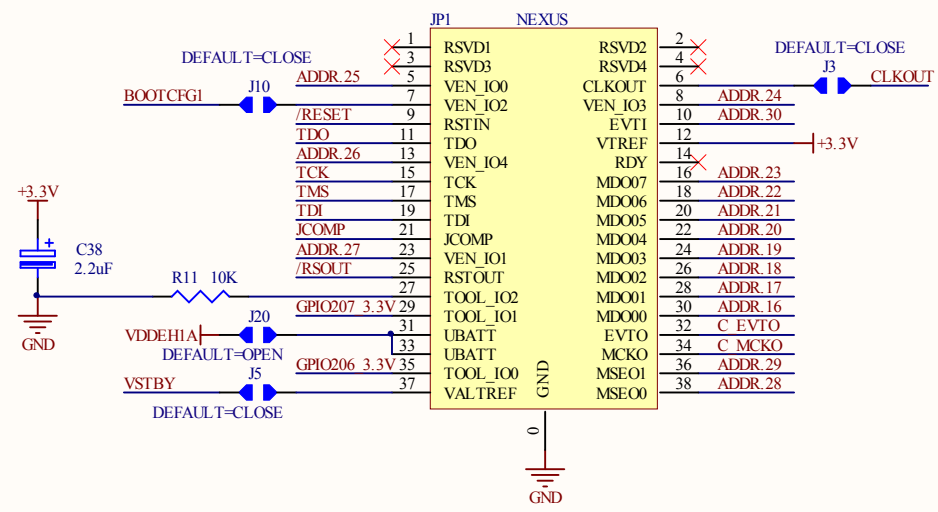 JP1 NEXUS
DEFAULT=CLOSE
J10
BOOTCFG1
ADDR.25
/RESET
TDO
ADDR.26
TCK
TMS
TDI
JCOMP
ADDR.27
/RSOUT
R11 10K
GPIO207_3.3V
VDDEH1A
J20
DEFAULT=OPEN
GPIO206_3.3V
VSTBY
J5
DEFAULT=CLOSE
+3.3V
C38
2.2uF
+
GND
1 RSVD1 RSVD2 2
3 RSVD3 RSVD4 4
5 VEN_IO0 CLKOUT 6
7 VEN_IO2 VEN_IO3 8 ADDR.24
9 RSTIN EVTI 10 ADDR.30
11 TDO VTREF 12 +3.3V
13 VEN_IO4 RDY 14
15 TCK MDO07 16 ADDR.23
17 TMS MDO06 18 ADDR.22
19 TDI MDO05 20 ADDR.21
21 JCOMP MDO04 22 ADDR.20
23 VEN_IO1 MDO03 24 ADDR.19
25 RSTOUT MDO02 26 ADDR.18
27 TOOL_IO2 MDO01 28 ADDR.17
29 TOOL_IO1 MDO00 30 ADDR.16
31 UBATT EVTO 32 C_EVTO
33 UBATT MCKO 34 C_MCKO
35 TOOL_IO0 MSEO1 36 ADDR.29
37 VALTREF MSEO0 38 ADDR.28
GND
0
GND
DEFAULT=CLOSE
J3
CLKOUT